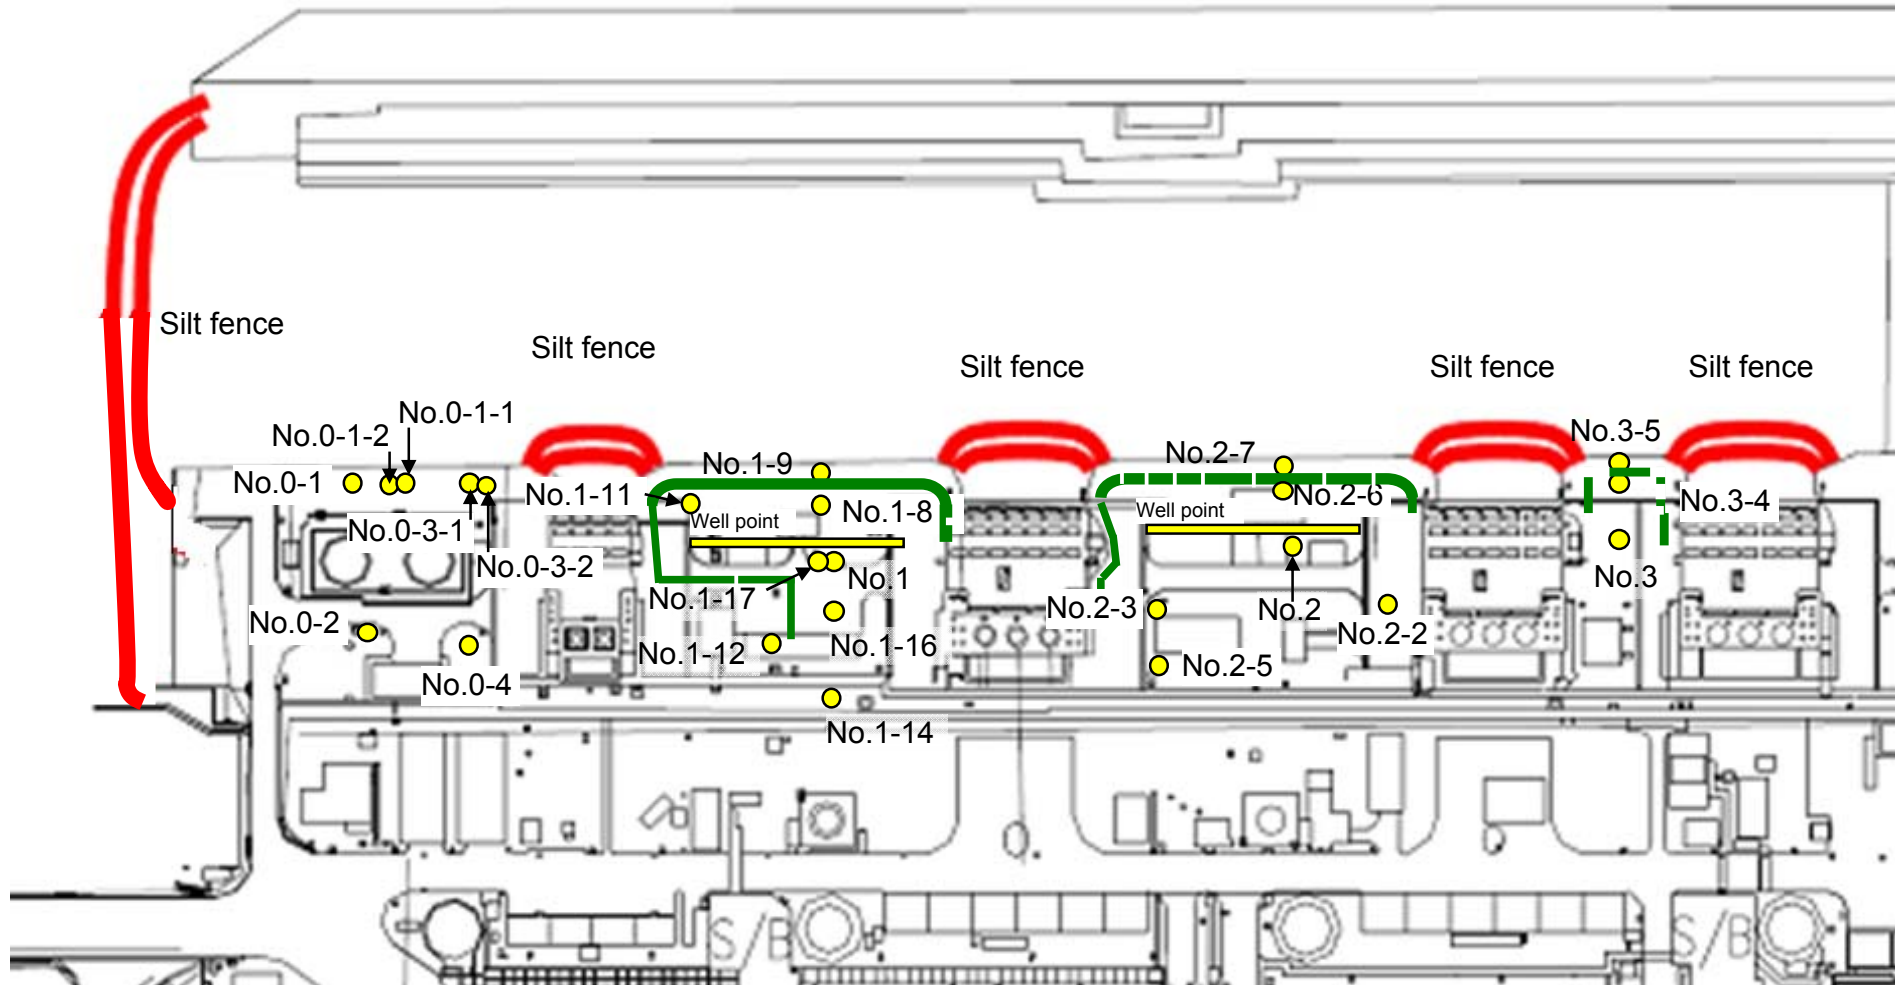 Silt fence
Silt fence
Silt fence
Silt fence
Silt fence
No.0-1-1
No.0-1-2
No.3-5
No.1-9
No.2-7
No.0-1
No.1-11
No.2-6
No.3-4
Well point
No.1-8
Well point
No.0-3-1
No.0-3-2
No.1
No.3
No.1-17
No.2-3
No.2
No.0-2
No.2-2
No.1-12
No.1-16
No.2-5
No.0-4
No.1-14
S/B
S/B